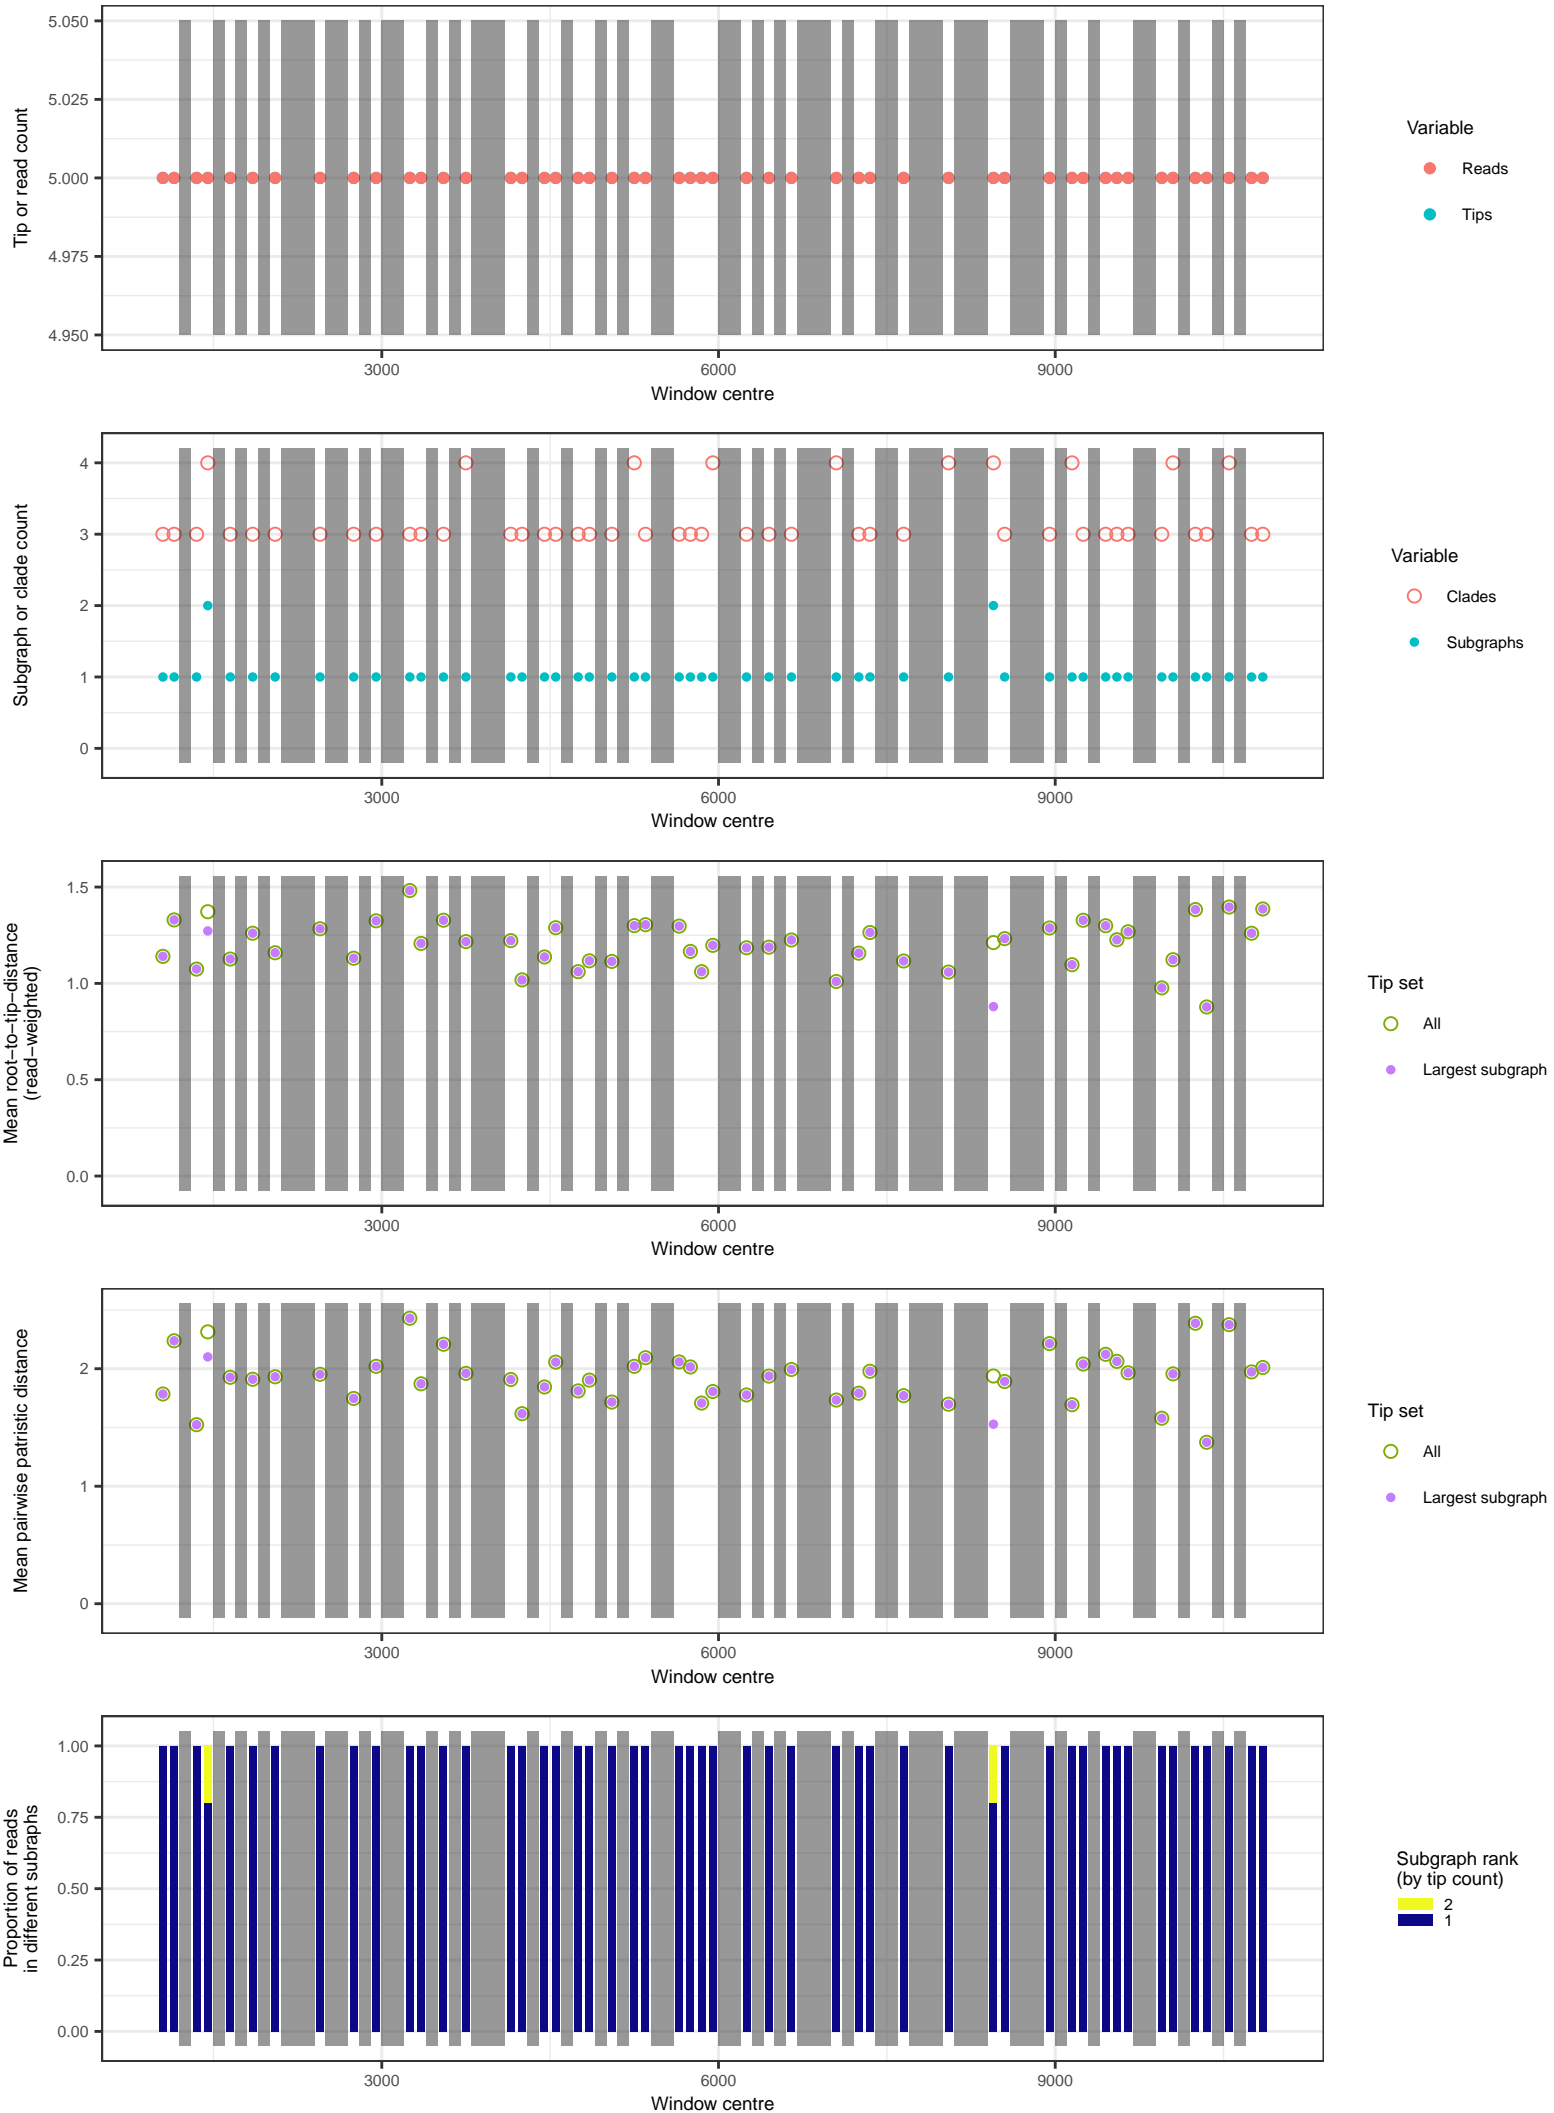 5.050
5.025
5.000
4.975
4.950
Tip or read count
3000
6000
9000
Window centre
Variable
Reads
Tips
4
3
2
1
0
Subgraph or clade count
3000
6000
9000
Window centre
Variable
Clades
Subgraphs
1.5
1.0
0.5
0.0
Mean root−to−tip−distance
(read−weighted)
3000
6000
9000
Window centre
Tip set
All
Largest subgraph
2
1
0
Mean pairwise patristic distance
3000
6000
9000
Window centre
Tip set
All
Largest subgraph
1.00
0.75
0.50
0.25
0.00
Proportion of reads
in different subraphs
3000
6000
9000
Window centre
Subgraph rank
(by tip count)
2
1